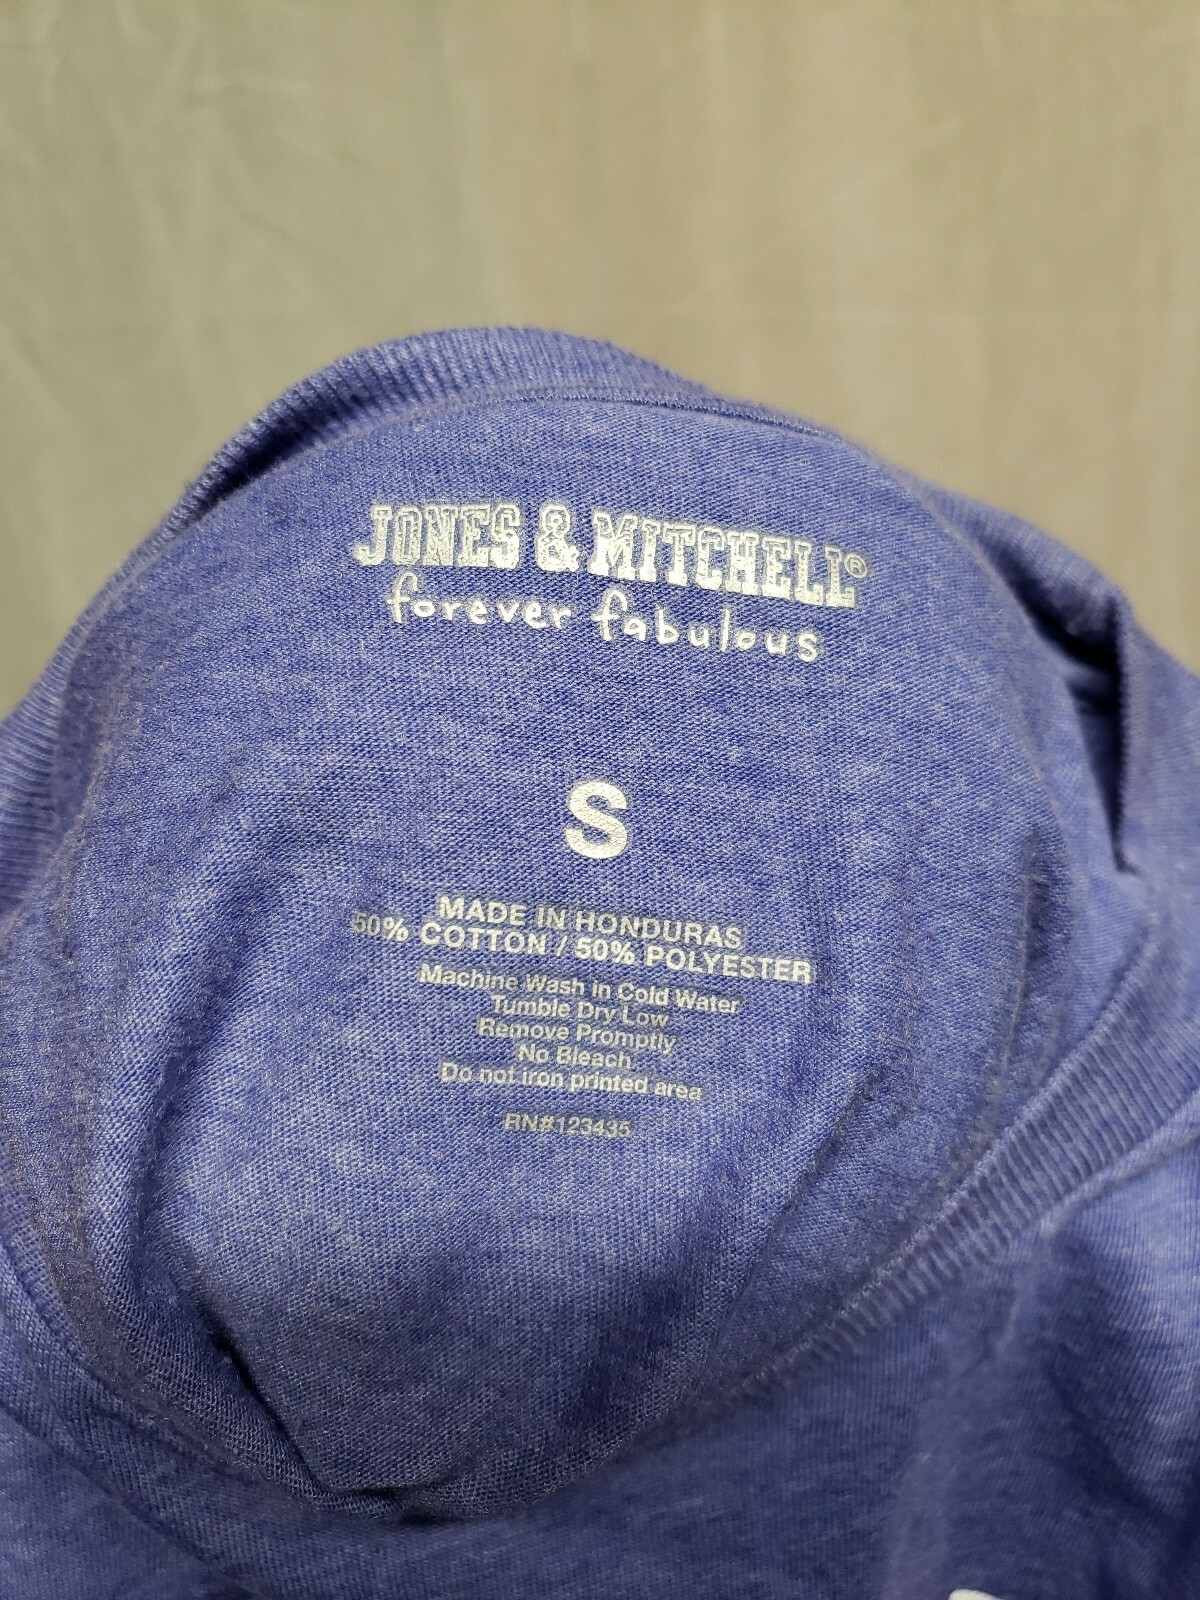 JONES & MITCHELL®
forever fabulous
S
MADE IN HONDURAS
50% COTTON / 50% POLYESTER
Machine Wash in Cold Water
Tumble Dry Low
Remove Promptly
No Bleach
Do not iron printed area
RN#123435